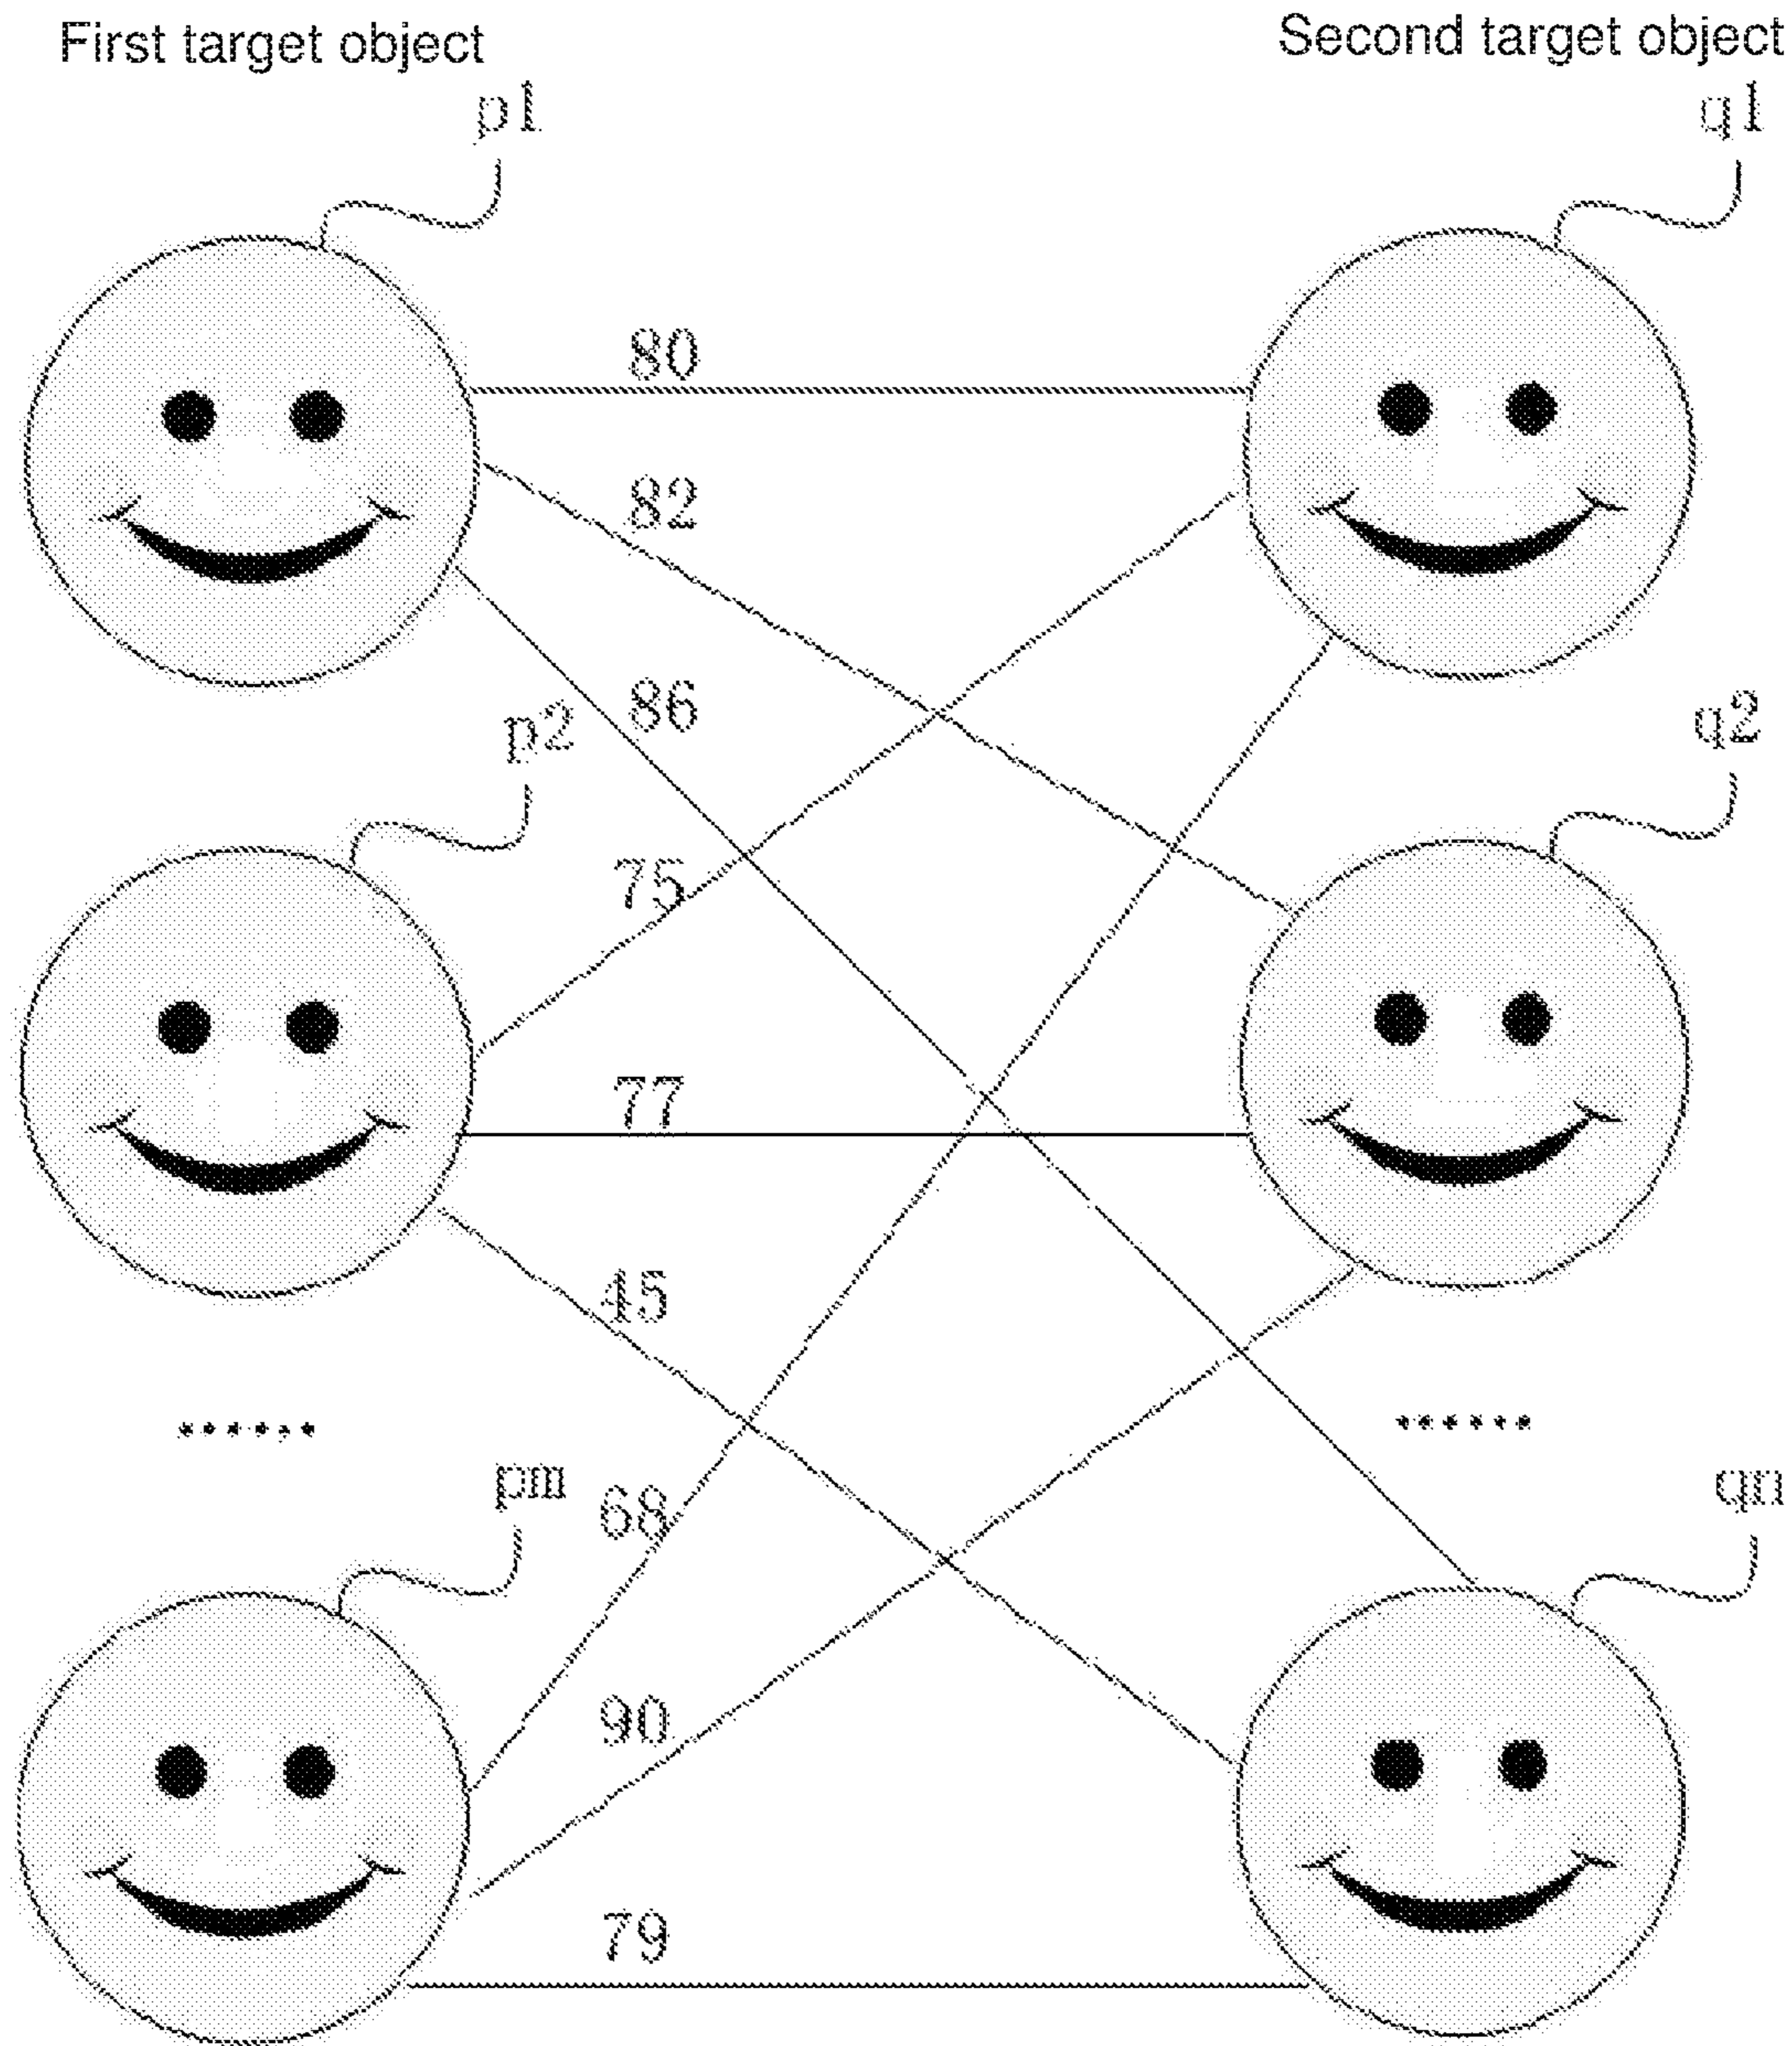 First target object
Second target object
p1
q1
80
82
86
p2
q2
75
77
45
......
......
pm
qn
68
90
79